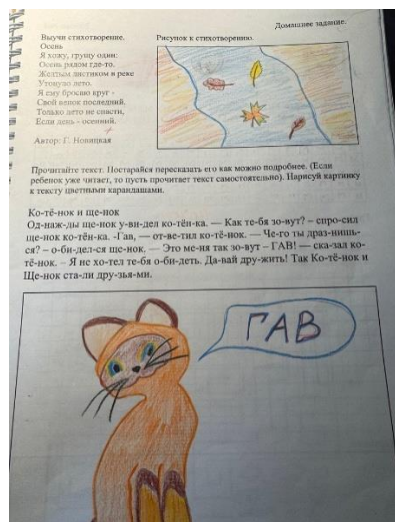 Домашнее задание.
Выучи стихотворение.
Рисунок к стихотворению.
Осень
Я хожу, грущу один:
Осень рядом где-то.
Жёлтым листиком в реке
Утонуло лето.
Я ему бросаю круг -
Свой венок последний.
Только лето не спасти,
Если день - осенний.
Автор: Г. Новицкая
Прочитайте текст. Постарайся пересказать его как можно подробнее. (Если
ребенок уже читает, то пусть прочитает текст самостоятельно). Нарисуй картинку
к тексту цветными карандашами.
Ко-тё-нок и ще-нок
Од-наж-ды ще-нок у-ви-дел ко-тён-ка. — Как те-бя зо-вут? – спро-сил
ще-нок ко-тён-ка. -Гав, — от-ве-тил ко-тё-нок. — Че-го ты драз-нишь-
ся? – о-би-дел-ся ще-нок. — Это ме-ня так зо-вут – ГАВ! — ска-зал ко-
тё-нок. – Я не хо-тел те-бя о-би-деть. Да-вай дру-жить! Так Ко-тё-нок и
Ще-нок ста-ли дру-зья-ми.
ГАВ